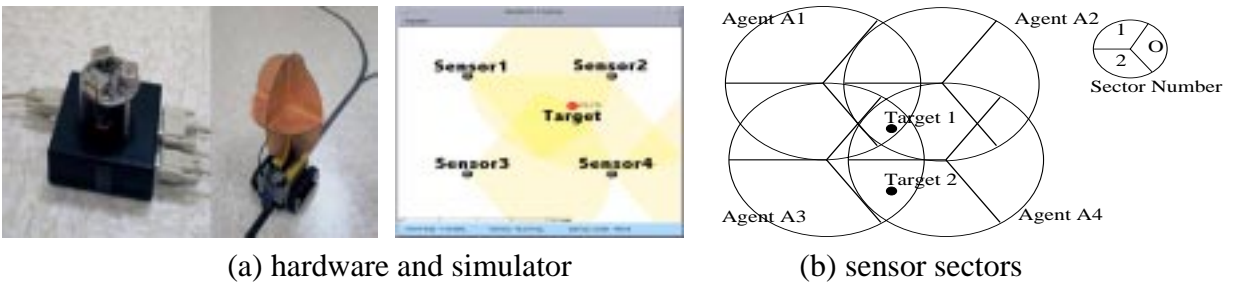 Sensor1
Sensor2
Target
Sensor3
Sensor4
Agent A1
Agent A2
1
O
2
Sector Number
Target 1
Target 2
Agent A3
Agent A4
(a) hardware and simulator
(b) sensor sectors